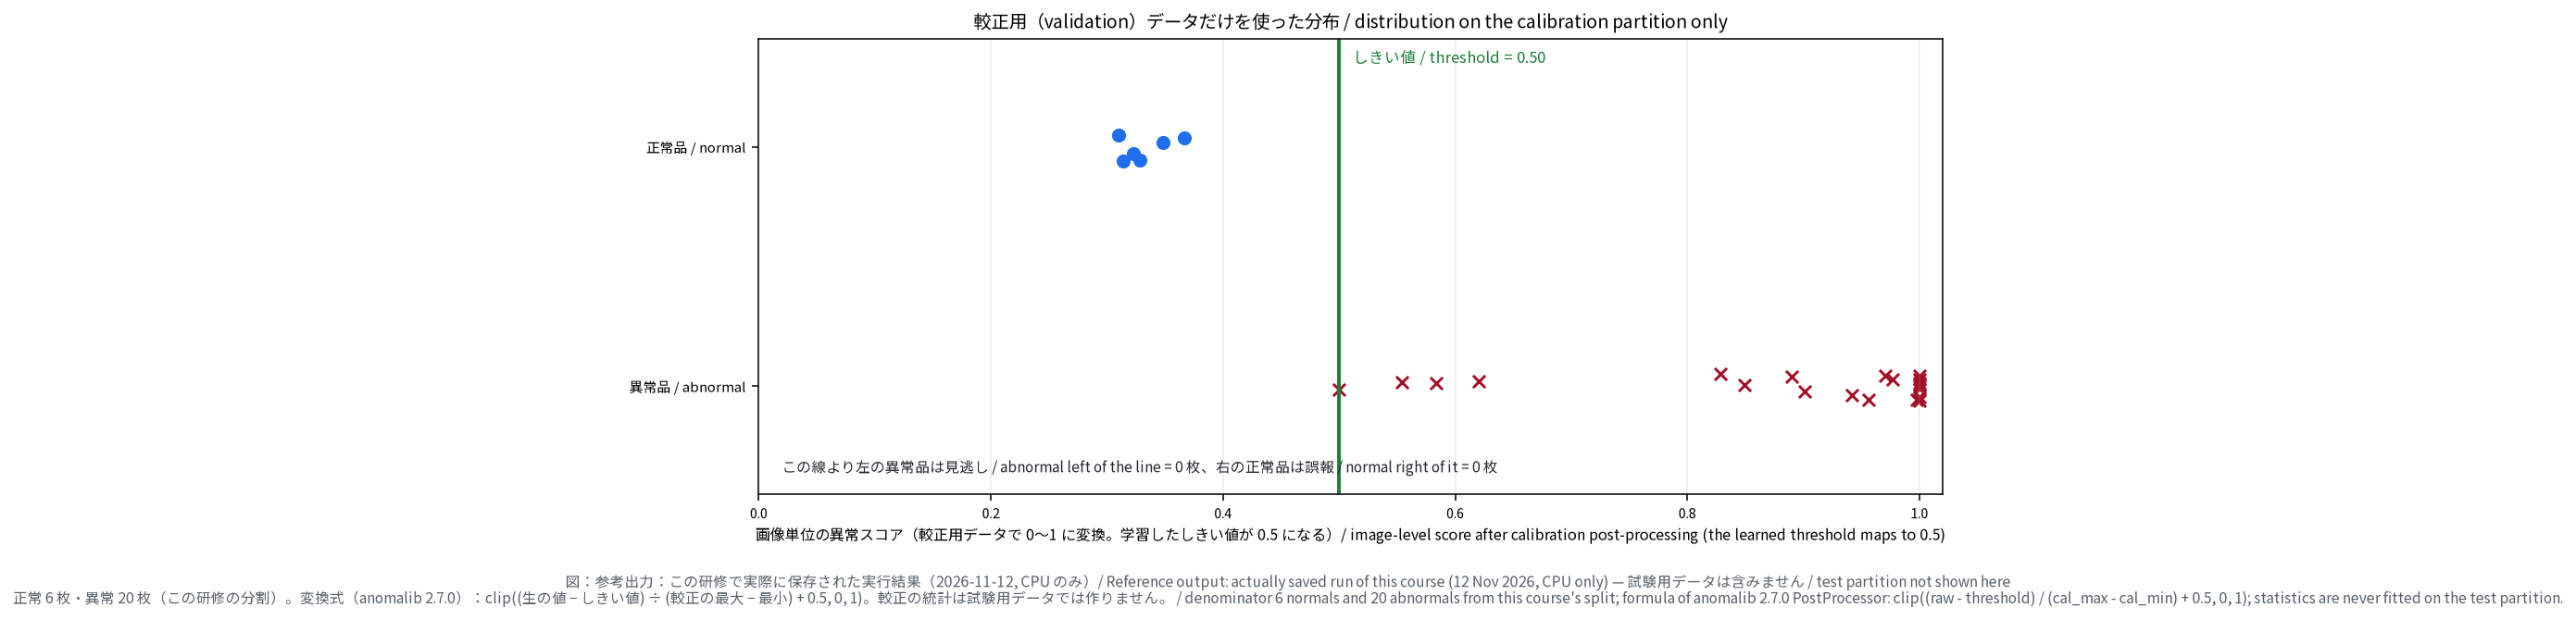 較正用（validation）データだけを使った分布 / distribution on the calibration partition only
しきい値 / threshold = 0.50
正常品 / normal
異常品 / abnormal
この線より左の異常品は見逃し / abnormal left of the line = 0 枚、右の正常品は誤報 / normal right of it = 0 枚
0.0 0.2 0.4 0.6 0.8 1.0
画像単位の異常スコア（較正用データで 0～1 に変換。学習したしきい値が 0.5 になる）/ image-level score after calibration post-processing (the learned threshold maps to 0.5)
図：参考出力：この研修で実際に保存された実行結果（2026-11-12, CPU のみ）/ Reference output: actually saved run of this course (12 Nov 2026, CPU only) — 試験用データは含みません / test partition not shown here
正常 6 枚・異常 20 枚（この研修の分割）。変換式（anomalib 2.7.0）：clip((生の値 − しきい値) ÷ (較正の最大 − 最小) + 0.5, 0, 1)。較正の統計は試験用データでは作りません。 / denominator 6 normals and 20 abnormals from this course's split; formula of anomalib 2.7.0 PostProcessor: clip((raw - threshold) / (cal_max - cal_min) + 0.5, 0, 1); statistics are never fitted on the test partition.